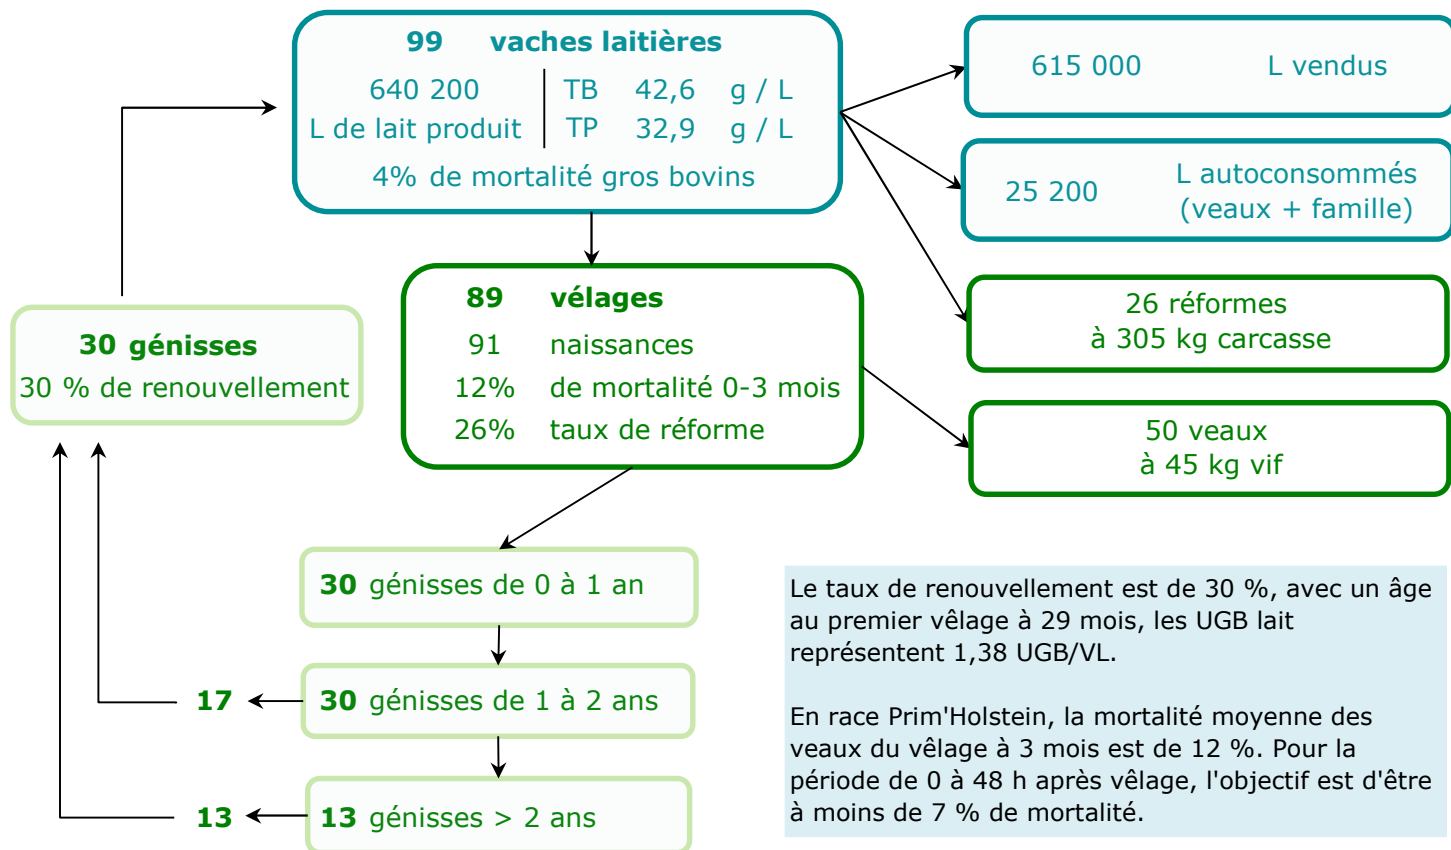 99 vaches laitières
640 200 TB 42,6 g / L
L de lait produit TP 32,9 g / L
4% de mortalité gros bovins
615 000 L vendus
25 200 L autoconsommés
(veaux + famille)
89 vélages
91 naissances
12% de mortalité 0-3 mois
26% taux de réforme
26 réformes
à 305 kg carcasse
50 veaux
à 45 kg vif
30 génisses
30 % de renouvellement
30 génisses de 0 à 1 an
17
30 génisses de 1 à 2 ans
13
13 génisses > 2 ans
Le taux de renouvellement est de 30 %, avec un âge
au premier vêlage à 29 mois, les UGB lait
représentent 1,38 UGB/VL.
En race Prim'Holstein, la mortalité moyenne des
veaux du vêlage à 3 mois est de 12 %. Pour la
période de 0 à 48 h après vêlage, l'objectif est d'être
à moins de 7 % de mortalité.